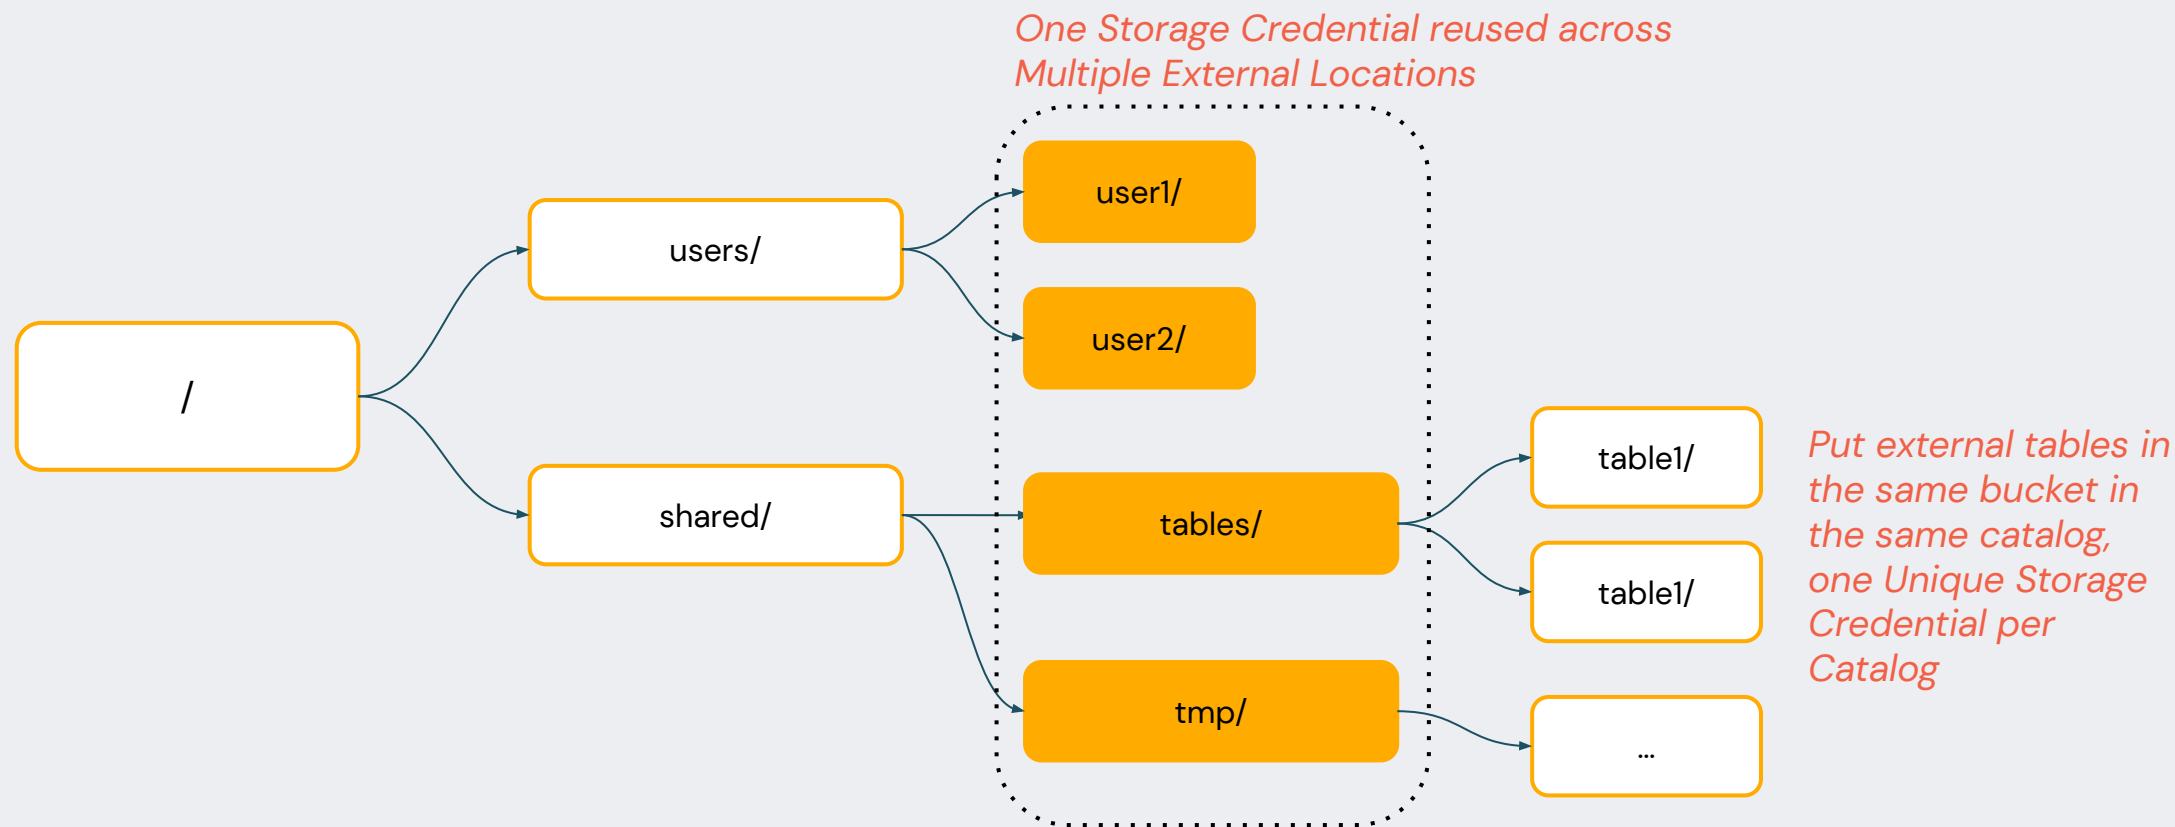 One Storage Credential reused across
Multiple External Locations
/
users/
shared/
user1/
user2/
tables/
tmp/
table1/
table1/
...
Put external tables in
the same bucket in
the same catalog,
one Unique Storage
Credential per
Catalog